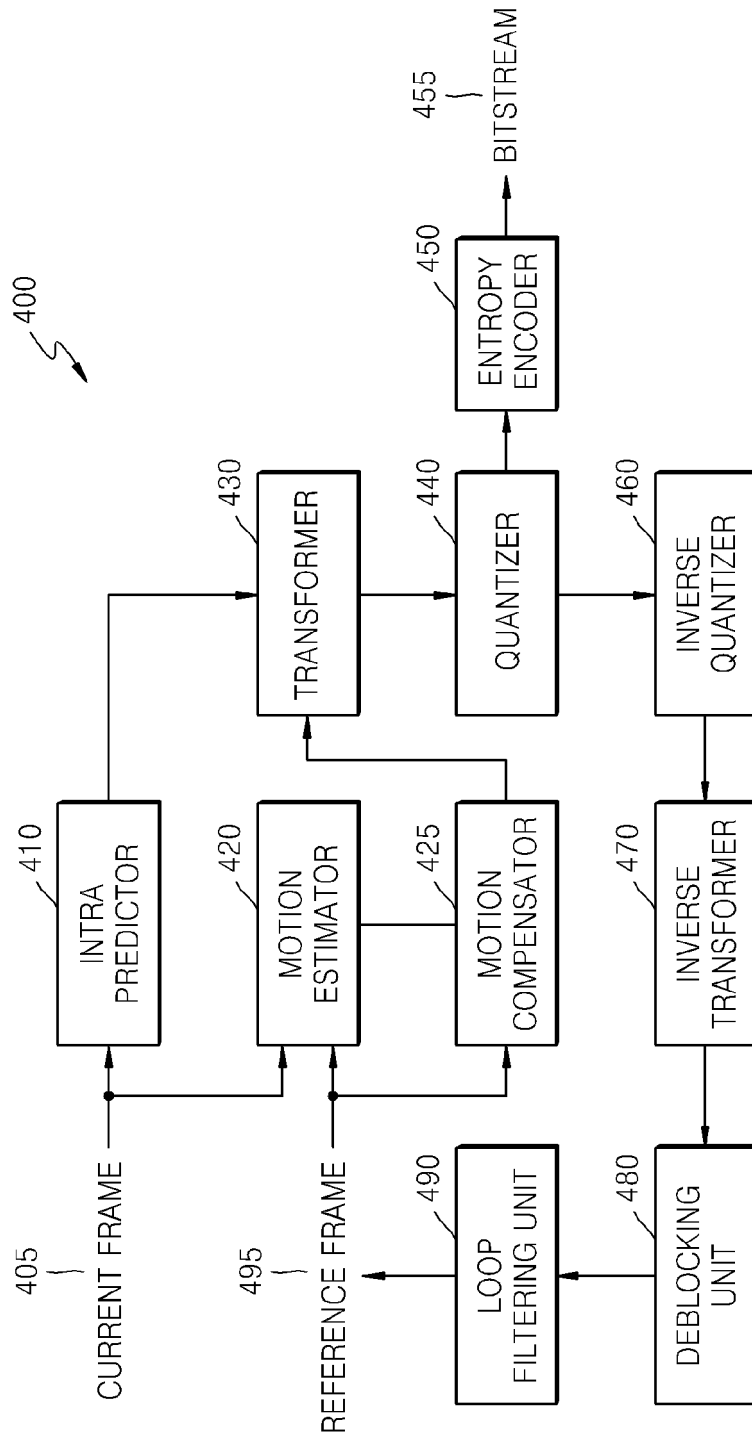 400
405
CURRENT FRAME
410
INTRA
PREDICTOR
495
REFERENCE FRAME
420
MOTION
ESTIMATOR
430
TRANSFORMER
425
MOTION
COMPENSATOR
440
QUANTIZER
450
ENTROPY
ENCODER
455
BITSTREAM
490
LOOP
FILTERING UNIT
480
DEBLOCKING
UNIT
470
INVERSE
TRANSFORMER
460
INVERSE
QUANTIZER